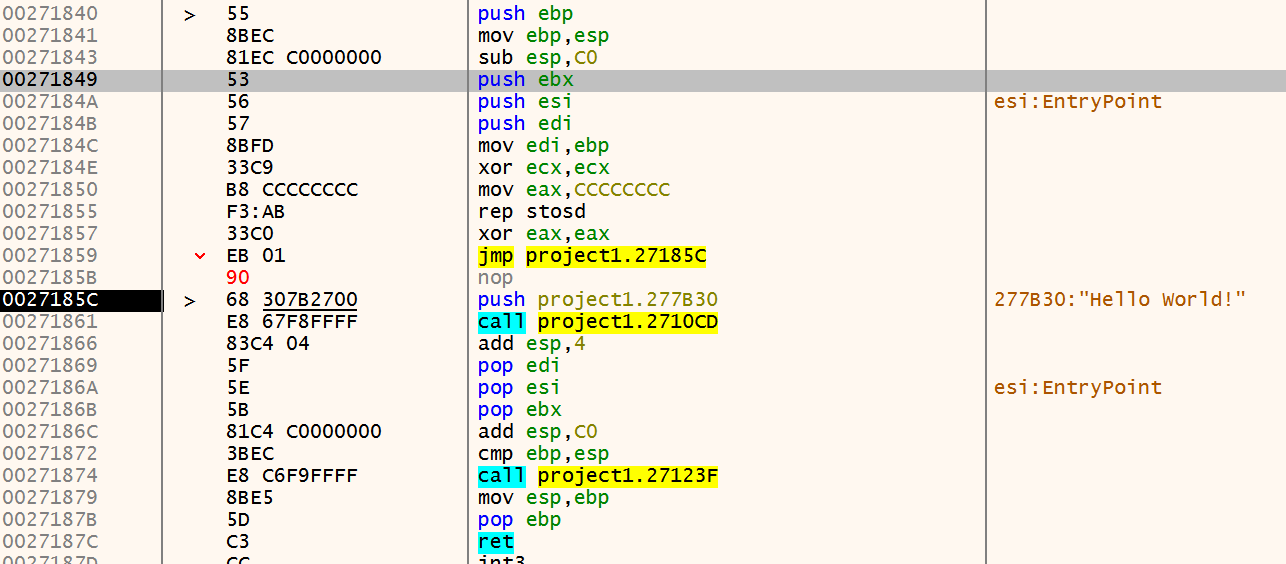 00271840 > 55 push ebp
00271841 8BEC mov ebp,esp
00271843 81EC C0000000 sub esp,C0
00271849 53 push ebx
0027184A 56 push esi esi:EntryPoint
0027184B 57 push edi
0027184C 8BFD mov edi,ebp
0027184E 33C9 xor ecx,ecx
00271850 B8 CCCCCCCC mov eax,CCCCCCCC
00271855 F3:AB rep stosd
00271857 33C0 xor eax,eax
00271859 EB 01 jmp project1.27185C
0027185B 90 nop
0027185C > 68 307B2700 push project1.277B30 277B30:"Hello World!"
00271861 E8 67F8FFFF call project1.2710CD
00271866 83C4 04 add esp,4
00271869 5F pop edi
0027186A 5E pop esi esi:EntryPoint
0027186B 5B pop ebx
0027186C 81C4 C0000000 add esp,C0
00271872 3BEC cmp ebp,esp
00271874 E8 C6F9FFFF call project1.27123F
00271879 8BE5 mov esp,ebp
0027187B 5D pop ebp
0027187C C3 ret
0027187D CC int3